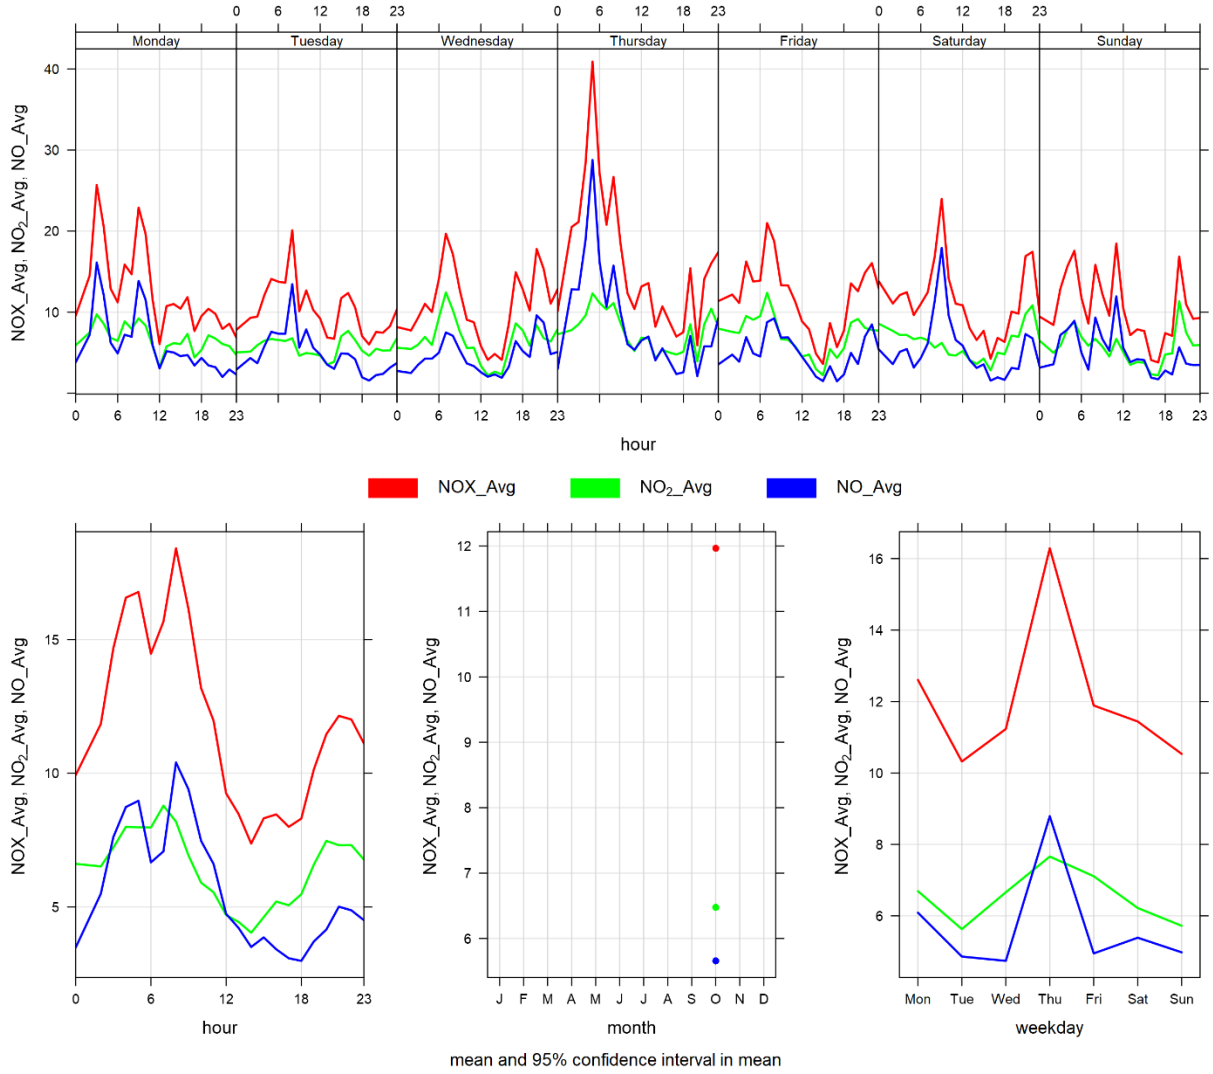 0 6 12 18 23 0 6 12 18 23 0 6 12 18 23
Monday Tuesday Wednesday Thursday Friday Saturday Sunday
40
30
20
10
NOX_Avg, NO₂_Avg, NO_Avg
0 6 12 18 23 0 6 12 18 23 0 6 12 18 23 0 6 12 18 23
hour
NOX_Avg NO₂_Avg NO_Avg
15
10
5
NOX_Avg, NO₂_Avg, NO_Avg
0 6 12 18 23
hour
12
11
10
9
8
7
6
NOX_Avg, NO₂_Avg, NO_Avg
J F M A M J J A S O N D
month
16
14
12
10
8
6
NOX_Avg, NO₂_Avg, NO_Avg
Mon Tue Wed Thu Fri Sat Sun
weekday
mean and 95% confidence interval in mean